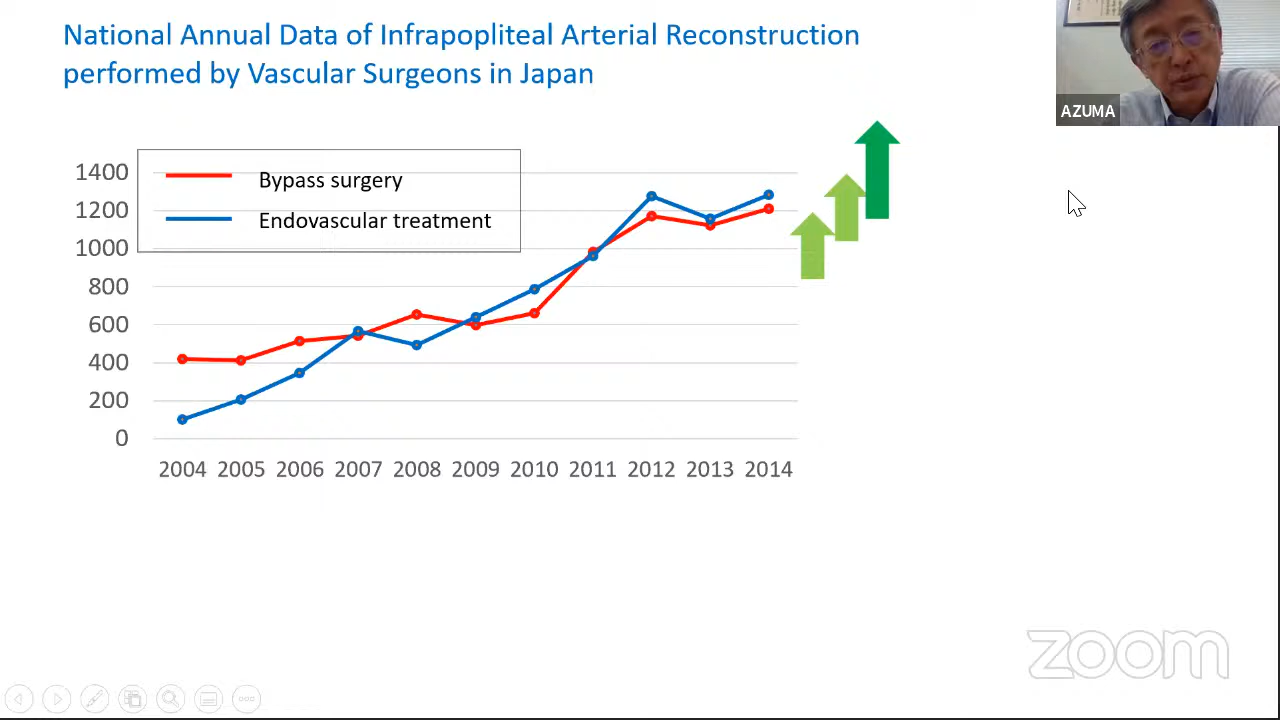 National Annual Data of Infrapopliteal Arterial Reconstruction
performed by Vascular Surgeons in Japan
AZUMA
Bypass surgery
Endovascular treatment
1400
1200
1000
800
600
400
200
0
2004 2005 2006 2007 2008 2009 2010 2011 2012 2013 2014
zoom